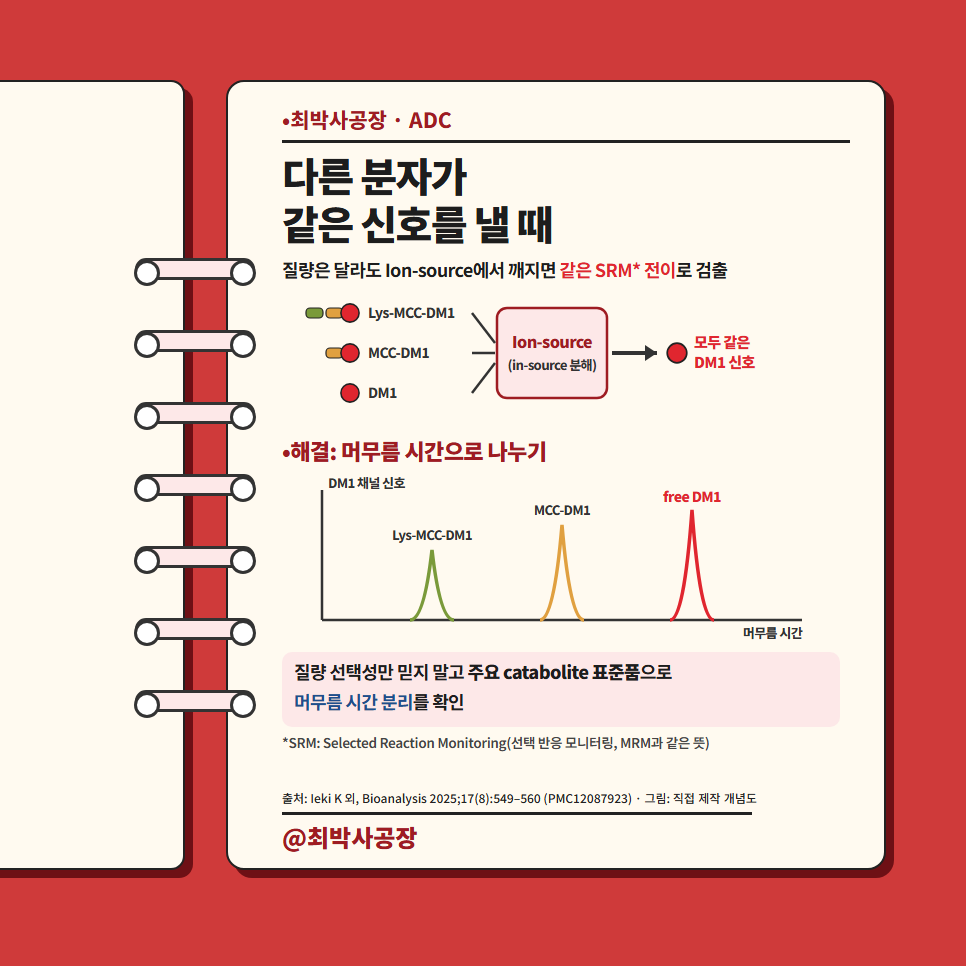 •최박사공장 · ADC
다른 분자가
같은 신호를 낼 때
질량은 달라도 Ion-source에서 깨지면 같은 SRM* 전이로 검출
Lys-MCC-DM1
MCC-DM1
DM1
Ion-source
(in-source 분해)
모두 같은
DM1 신호
•해결: 머무름 시간으로 나누기
DM1 채널 신호
Lys-MCC-DM1
MCC-DM1
free DM1
머무름 시간
질량 선택성만 믿지 말고 주요 catabolite 표준품으로
머무름 시간 분리를 확인
*SRM: Selected Reaction Monitoring(선택 반응 모니터링, MRM과 같은 뜻)
출처: Ieki K 외, Bioanalysis 2025;17(8):549–560 (PMC12087923) · 그림: 직접 제작 개념도
@최박사공장